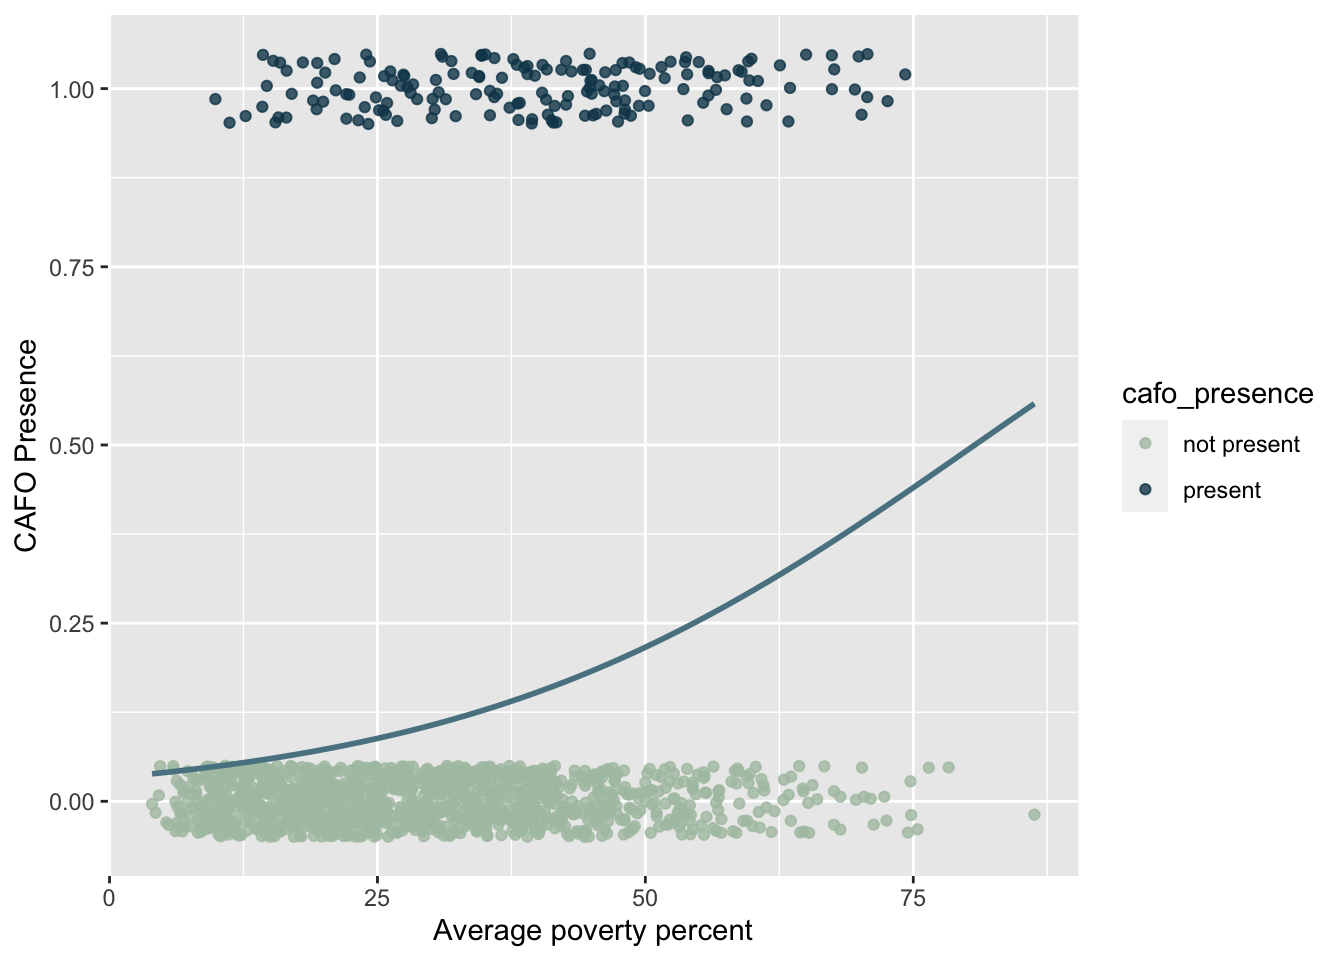 1.00
0.75
0.50
0.25
0.00
CAFO Presence
0 25 50 75
Average poverty percent
cafo_presence
not present
present